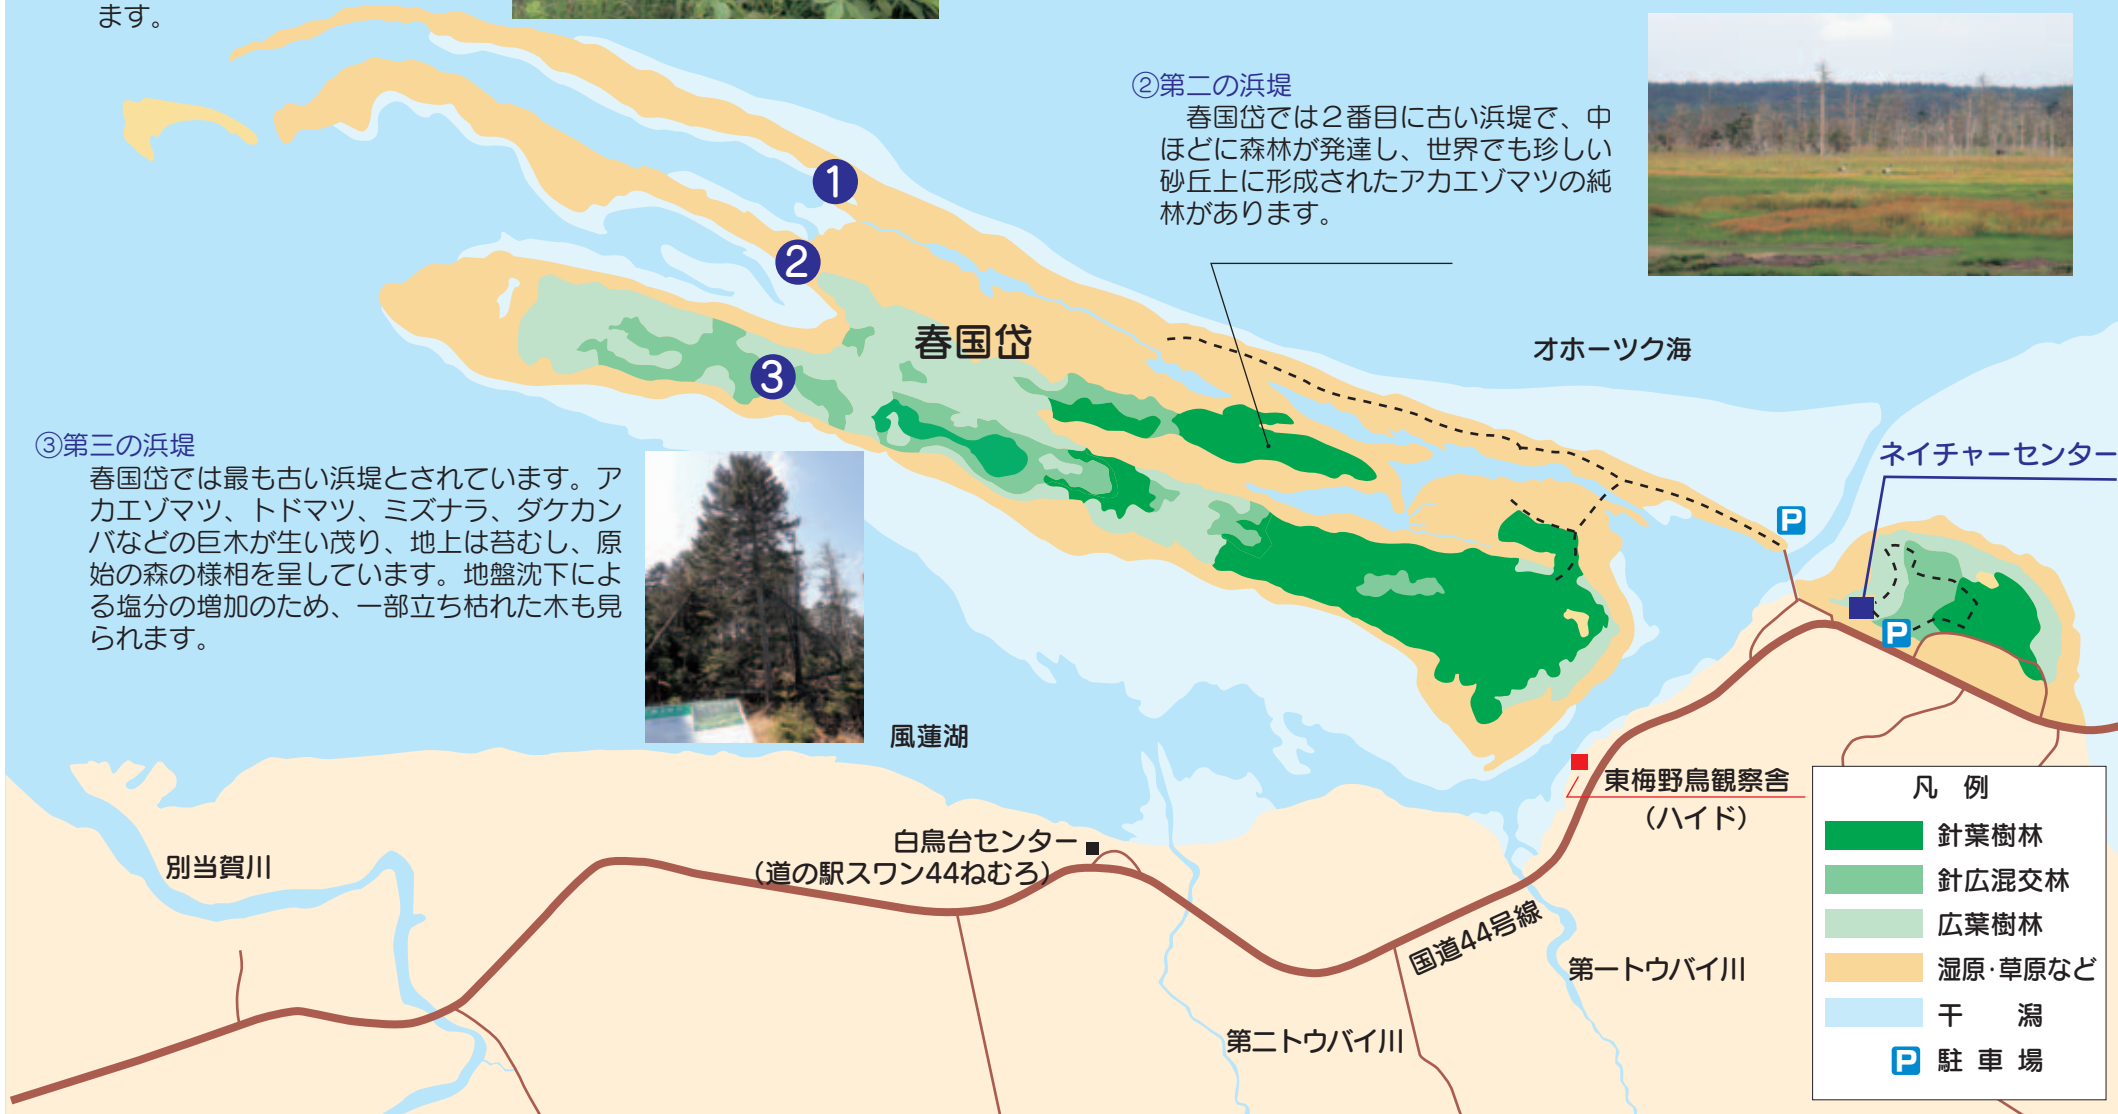 ます。
②第二の浜堤
春国岱では２番目に古い浜堤で、中
ほどに森林が発達し、世界でも珍しい
砂丘上に形成されたアカエゾマツの純
林があります。
1
2
3
春国岱
オホーツク海
③第三の浜堤
春国岱では最も古い浜堤とされています。ア
カエゾマツ、トドマツ、ミズナラ、ダケカン
バなどの巨木が生い茂り、地上は苔むし、原
始の森の様相を呈しています。地盤沈下によ
る塩分の増加のため、一部立ち枯れた木も見
られます。
ネイチャーセンター
P
P
風蓮湖
東梅野鳥観察舎
（ハイド）
白鳥台センター
（道の駅スワン44ねむろ）
別当賀川
国道44号線
第一トウバイ川
第二トウバイ川
凡 例
針葉樹林
針広混交林
広葉樹林
湿原・草原など
干 潟
P 駐 車 場